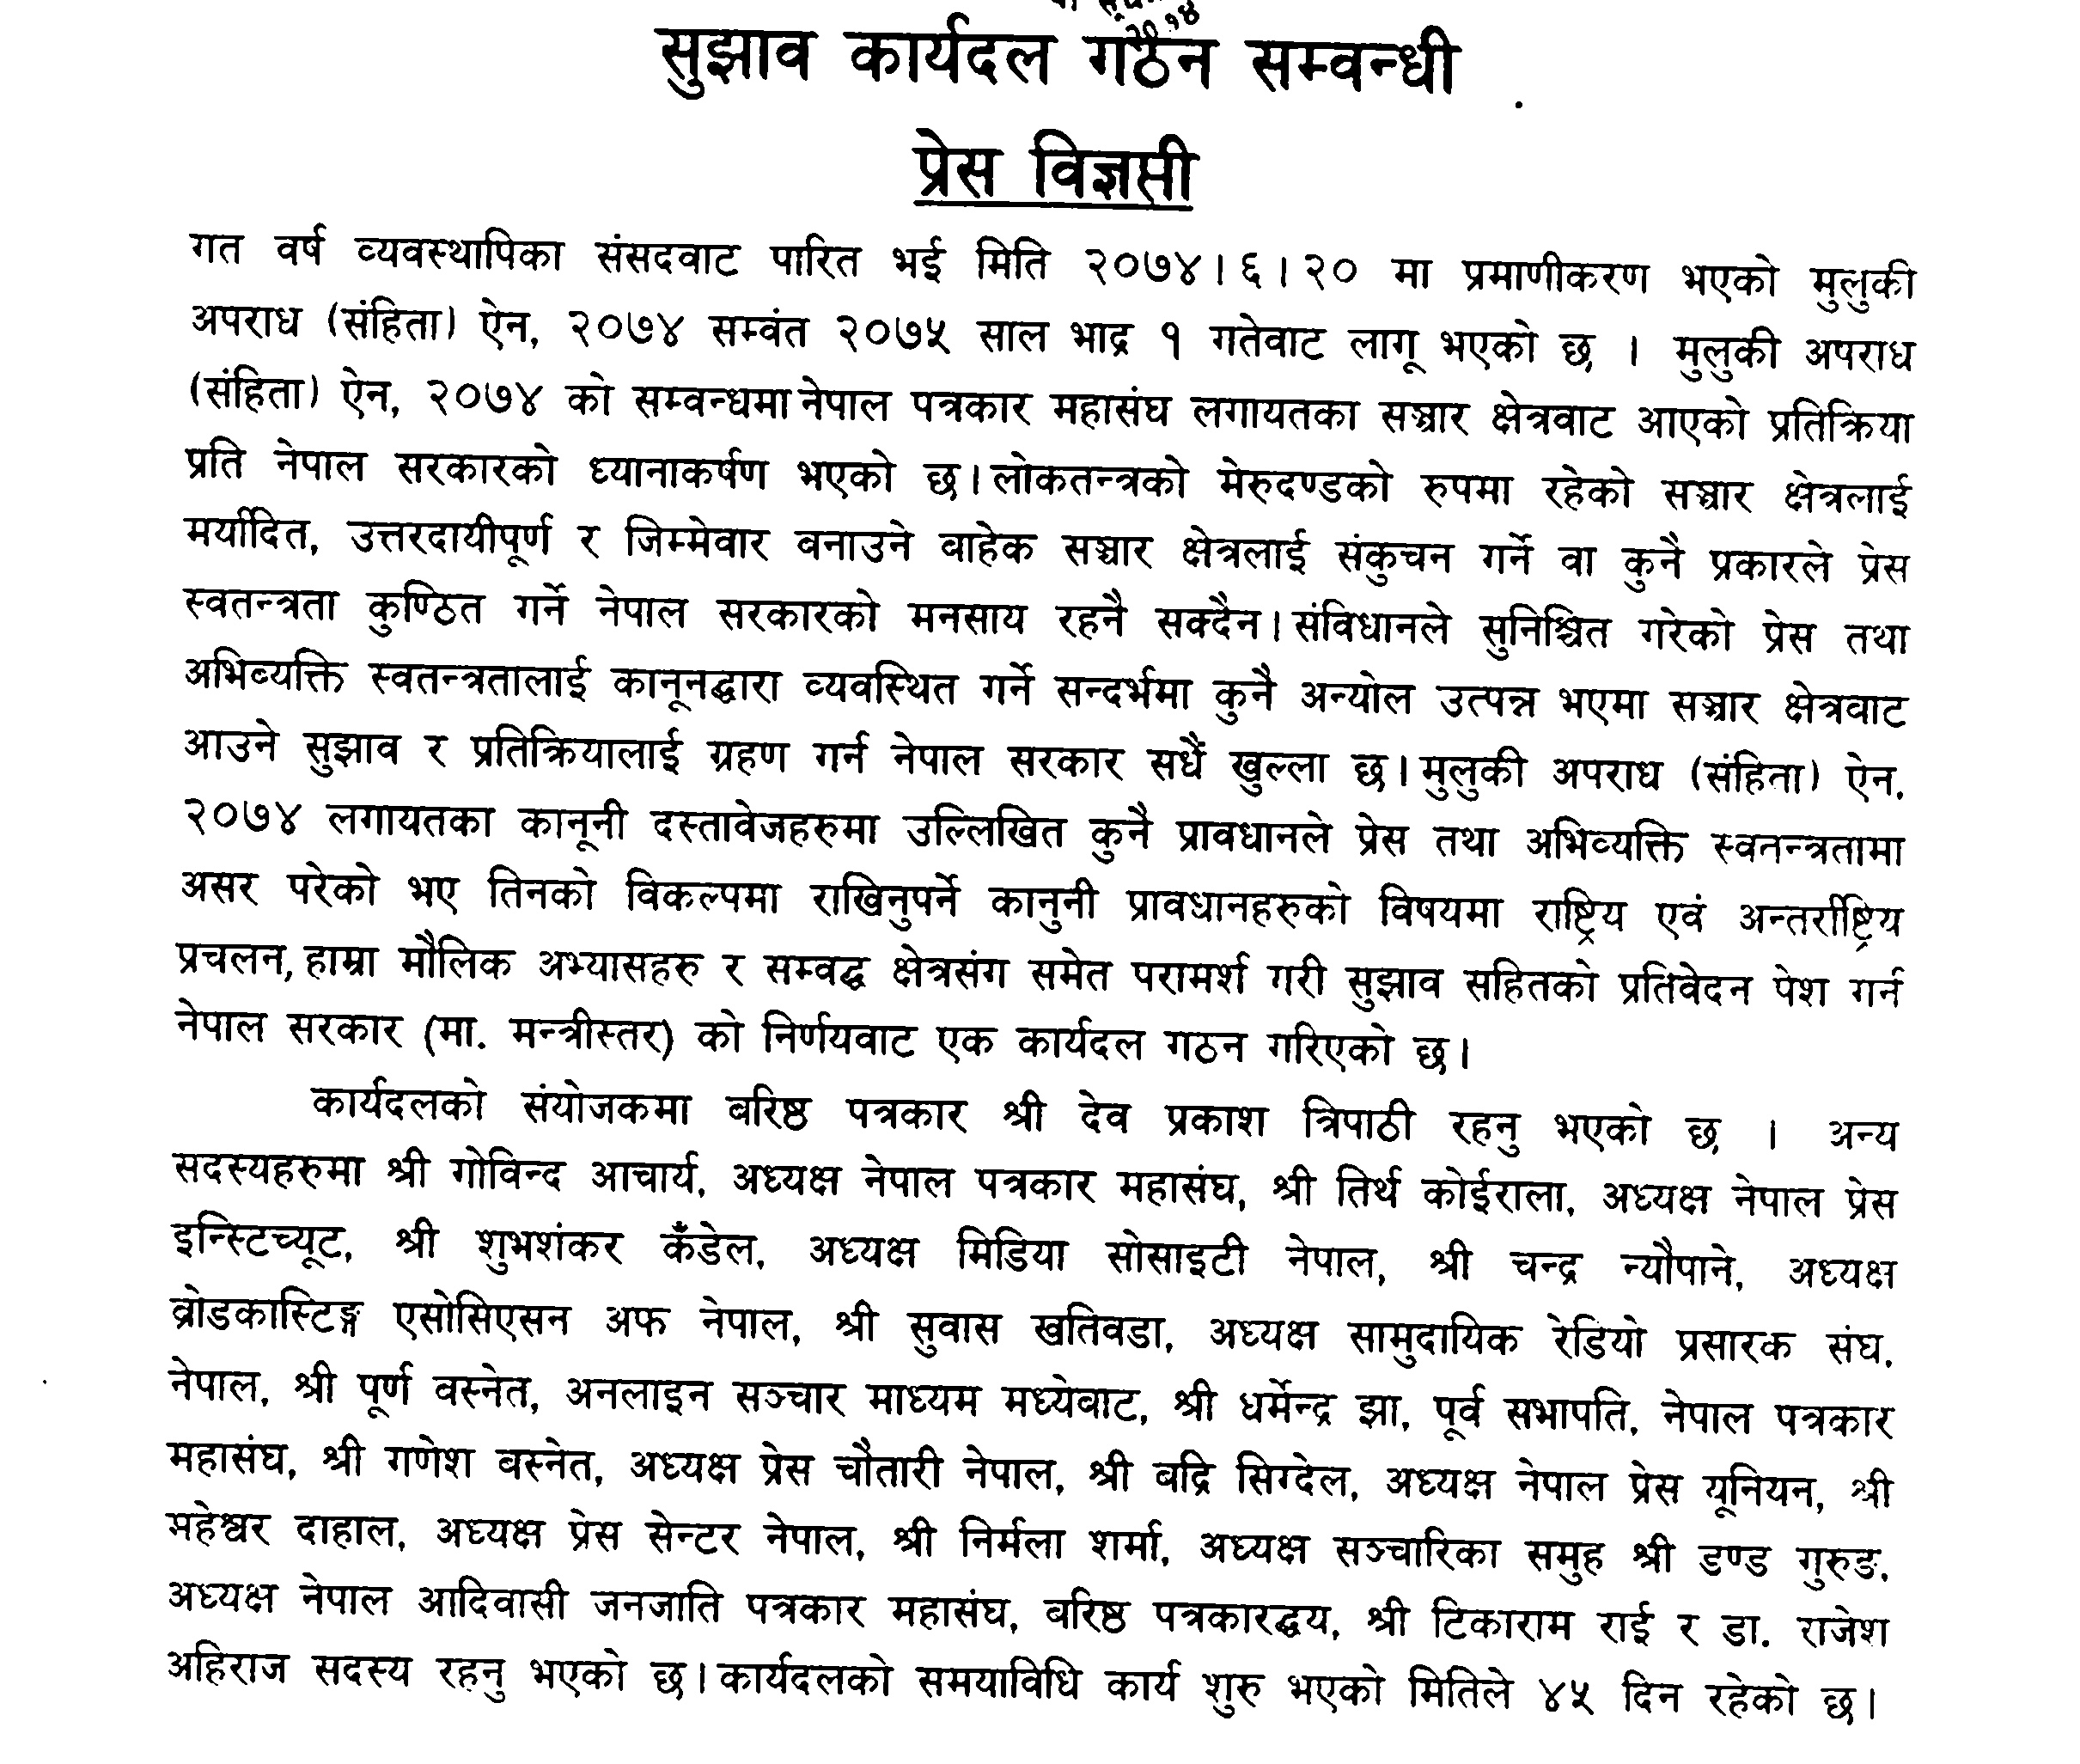 सुझाव कार्यदल गठन सम्वन्धी
प्रेस विज्ञप्ती
गत वर्ष व्यवस्थापिका संसदवाट पारित भई मिति २०७४।६।२० मा प्रमाणीकरण भएको मुलुकी
अपराध (संहिता) ऐन, २०७४ सम्वंत २०७५ साल भाद्र १ गतेवाट लागू भएको छ । मुलुकी अपराध
(संहिता) ऐन, २०७४ को सम्वन्धमा नेपाल पत्रकार महासंघ लगायतका सञ्चार क्षेत्रवाट आएको प्रतिक्रिया
प्रति नेपाल सरकारको ध्यानाकर्षण भएको छ। लोकतन्त्रको मेरुदण्डको रुपमा रहेको सञ्चार क्षेत्रलाई
मर्यादित, उत्तरदायीपूर्ण र जिम्मेवार वनाउने बाहेक सञ्चार क्षेत्रलाई संकुचन गर्ने वा कुनै प्रकारले प्रेस
स्वतन्त्रता कुण्ठित गर्ने नेपाल सरकारको मनसाय रहनै सक्दैन। संविधानले सुनिश्चित गरेको प्रेस तथा
अभिव्यक्ति स्वतन्त्रतालाई कानूनद्वारा व्यवस्थित गर्ने सन्दर्भमा कुनै अन्योल उत्पन्न भएमा सञ्चार क्षेत्रवाट
आउने सुझाव र प्रतिक्रियालाई ग्रहण गर्न नेपाल सरकार सधैं खुल्ला छ। मुलुकी अपराध (संहिता) ऐन,
२०७४ लगायतका कानूनी दस्तावेजहरुमा उल्लिखित कुनै प्रावधानले प्रेस तथा अभिव्यक्ति स्वतन्त्रतामा
असर परेको भए तिनको विकल्पमा राखिनुपर्ने कानुनी प्रावधानहरुको विषयमा राष्ट्रिय एवं अन्तर्राष्ट्रिय
प्रचलन, हाम्रा मौलिक अभ्यासहरु र सम्वद्ध क्षेत्रसंग समेत परामर्श गरी सुझाव सहितको प्रतिवेदन पेश गर्न
नेपाल सरकार (मा. मन्त्रीस्तर) को निर्णयवाट एक कार्यदल गठन गरिएको छ।
कार्यदलको संयोजकमा बरिष्ठ पत्रकार श्री देव प्रकाश त्रिपाठी रहनु भएको छ । अन्य
सदस्यहरुमा श्री गोविन्द आचार्य, अध्यक्ष नेपाल पत्रकार महासंघ, श्री तिर्थ कोईराला, अध्यक्ष नेपाल प्रेस
इन्स्टिच्यूट, श्री शुभशंकर कँडेल, अध्यक्ष मिडिया सोसाइटी नेपाल, श्री चन्द्र न्यौपाने, अध्यक्ष
व्रोडकास्टिङ्ग एसोसिएसन अफ नेपाल, श्री सुवास खतिवडा, अध्यक्ष सामुदायिक रेडियो प्रसारक संघ,
नेपाल, श्री पूर्ण वस्नेत, अनलाइन सञ्चार माध्यम मध्येबाट, श्री धर्मेन्द्र झा, पूर्व सभापति, नेपाल पत्रकार
महासंघ, श्री गणेश बस्नेत, अध्यक्ष प्रेस चौतारी नेपाल, श्री बद्रि सिग्देल, अध्यक्ष नेपाल प्रेस यूनियन, श्री
महेश्वर दाहाल, अध्यक्ष प्रेस सेन्टर नेपाल, श्री निर्मला शर्मा, अध्यक्ष सञ्चारिका समुह श्री डण्ड गुरुङ,
अध्यक्ष नेपाल आदिवासी जनजाति पत्रकार महासंघ, बरिष्ठ पत्रकारद्वय, श्री टिकाराम राई र डा. राजेश
अहिराज सदस्य रहनु भएको छ। कार्यदलको समयाविधि कार्य शुरु भएको मितिले ४५ दिन रहेको छ।